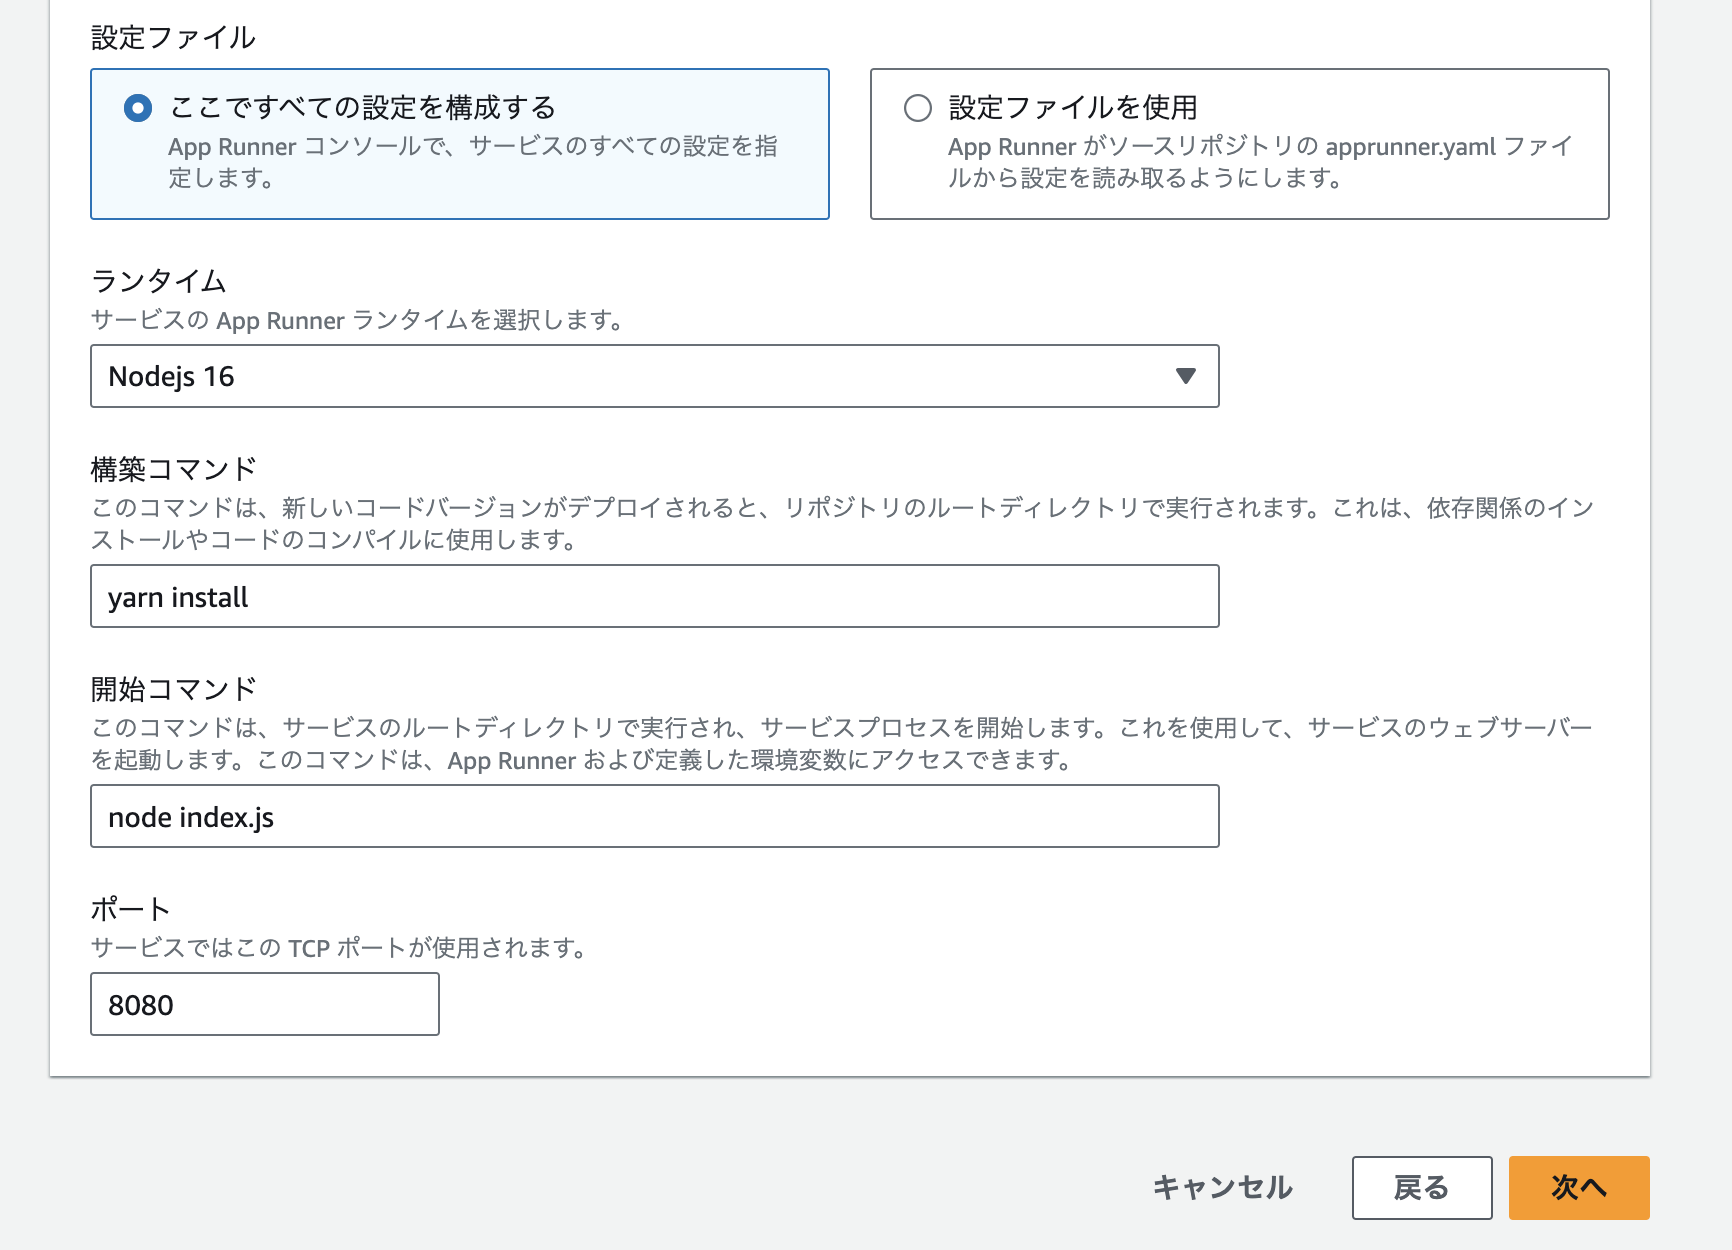 設定ファイル
ここですべての設定を構成する
App Runner コンソールで、サービスのすべての設定を指
定します。
設定ファイルを使用
App Runner がソースリポジトリの apprunner.yaml ファイ
ルから設定を読み取るようにします。
ランタイム
サービスの App Runner ランタイムを選択します。
Nodejs 16
構築コマンド
このコマンドは、新しいコードバージョンがデプロイされると、リポジトリのルートディレクトリで実行されます。これは、依存関係のイン
ストールやコードのコンパイルに使用します。
yarn install
開始コマンド
このコマンドは、サービスのルートディレクトリで実行され、サービスプロセスを開始します。これを使用して、サービスのウェブサーバー
を起動します。このコマンドは、App Runner および定義した環境変数にアクセスできます。
node index.js
ポート
サービスではこの TCP ポートが使用されます。
8080
キャンセル
戻る
次へ